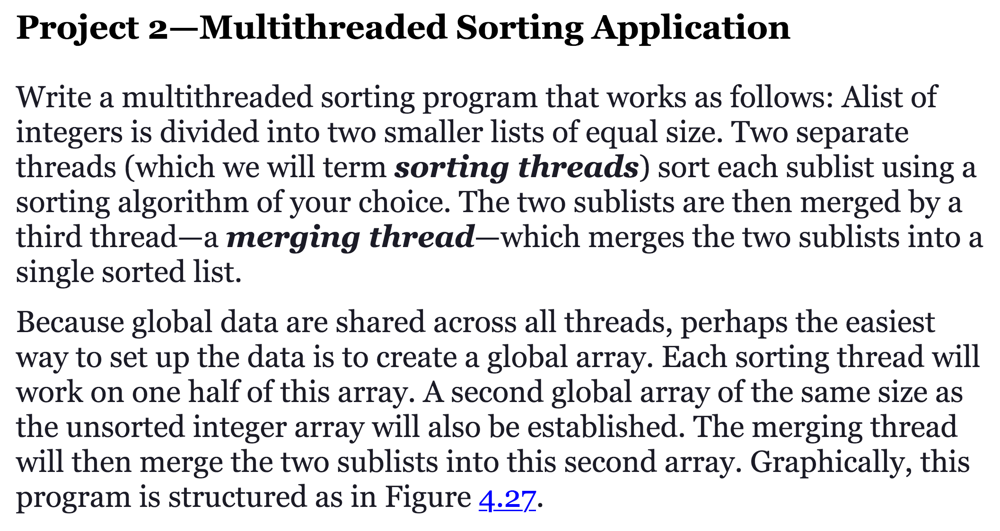 Project 2—Multithreaded Sorting Application
Write a multithreaded sorting program that works as follows: Alist of
integers is divided into two smaller lists of equal size. Two separate
threads (which we will term sorting threads) sort each sublist using a
sorting algorithm of your choice. The two sublists are then merged by a
third thread—a merging thread—which merges the two sublists into a
single sorted list.
Because global data are shared across all threads, perhaps the easiest
way to set up the data is to create a global array. Each sorting thread will
work on one half of this array. A second global array of the same size as
the unsorted integer array will also be established. The merging thread
will then merge the two sublists into this second array. Graphically, this
program is structured as in Figure 4.27.